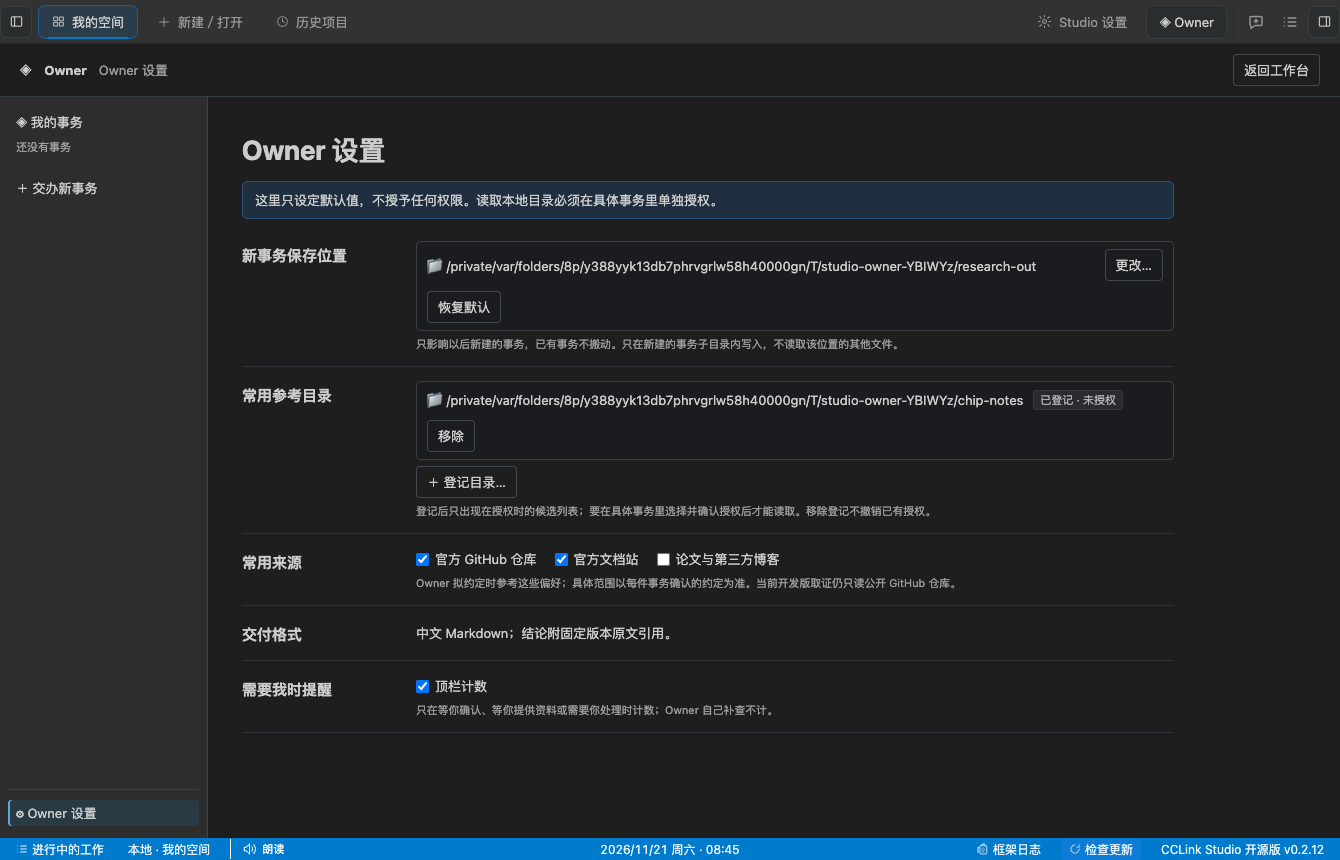 我的空间
新建 / 打开
历史项目
Studio 设置
Owner
Owner Owner 设置
返回工作台
我的事务
还没有事务
+ 交办新事务
Owner 设置
这里只设定默认值，不授予任何权限。读取本地目录必须在具体事务里单独授权。
新事务保存位置
/private/var/folders/8p/y388yyk13db7phrvgrlw58h40000gn/T/studio-owner-YBIWYz/research-out
更改...
恢复默认
只影响以后新建的事务，已有事务不搬动。只在新建的事务子目录内写入，不读取该位置的其他文件。
常用参考目录
/private/var/folders/8p/y388yyk13db7phrvgrlw58h40000gn/T/studio-owner-YBIWYz/chip-notes
已登记 · 未授权
移除
+ 登记目录...
登记后只出现在授权时的候选列表；要在具体事务里选择并确认授权后才能读取。移除登记不撤销已有授权。
常用来源
官方 GitHub 仓库
官方文档站
论文与第三方博客
Owner 拟约定时参考这些偏好；具体范围以每件事务确认的约定为准。当前开发版取证仍只读公开 GitHub 仓库。
交付格式
中文 Markdown；结论附固定版本原文引用。
需要我时提醒
顶栏计数
只在等你确认、等你提供资料或需要你处理时计数；Owner 自己补查不计。
Owner 设置
进行中的工作
本地 · 我的空间
朗读
2026/11/21 周六 · 08:45
框架日志
检查更新
CCLink Studio 开源版 v0.2.12